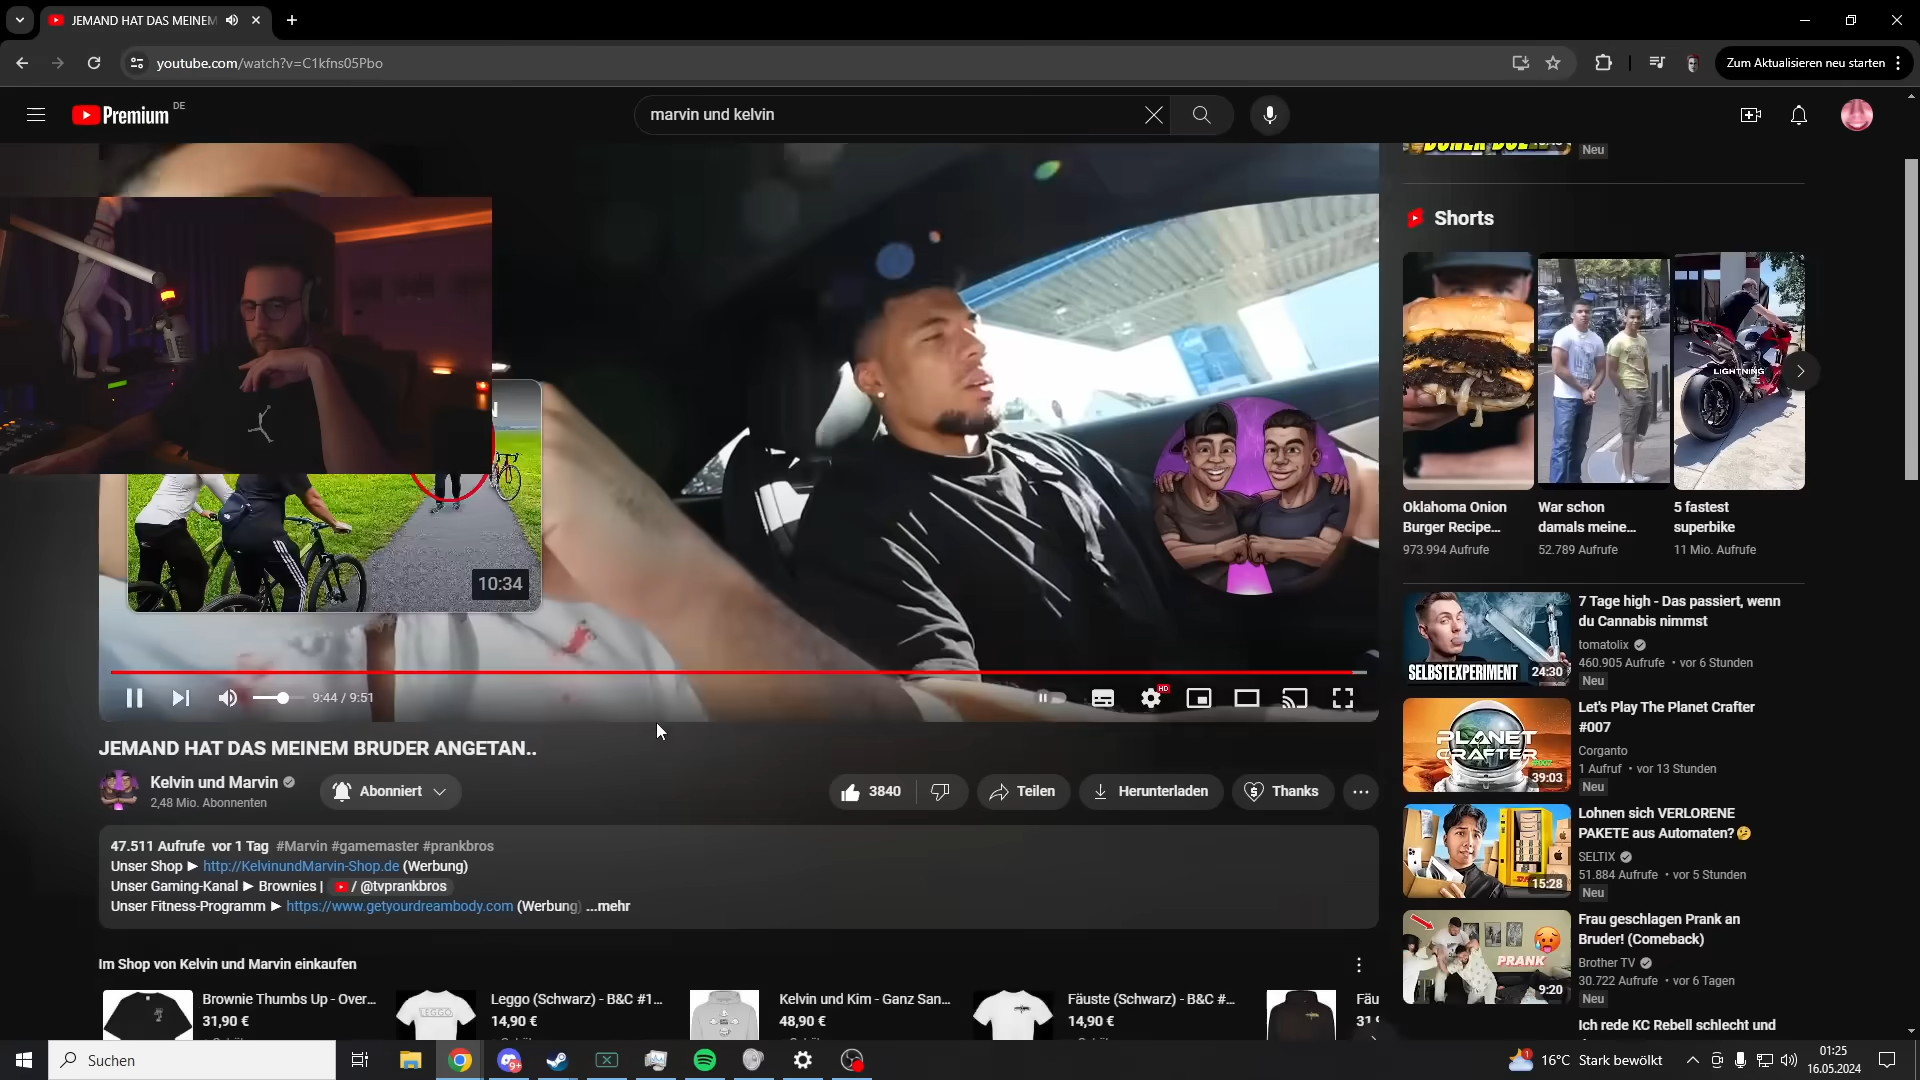 JEMAND HAT DAS MEINEM
youtube.com/watch?v=C1kfns05Pbo
Zum Aktualisieren neu starten
Premium DE
marvin und kelvin
Neu
Shorts
LIGHTNING
Oklahoma Onion Burger Recipe...
973.994 Aufrufe
War schon damals meine...
52.789 Aufrufe
5 fastest superbike
11 Mio. Aufrufe
10:34
9:44 / 9:51
HD
JEMAND HAT DAS MEINEM BRUDER ANGETAN..
Kelvin und Marvin
2,48 Mio. Abonnenten
Abonniert
3840
Teilen
Herunterladen
Thanks
47.511 Aufrufe vor 1 Tag #Marvin #gamemaster #prankbros
Unser Shop ► http://KelvinundMarvin-Shop.de (Werbung)
Unser Gaming-Kanal ► Brownies | / @tvprankbros
Unser Fitness-Programm ► https://www.getyourdreambody.com (Werbung) ...mehr
Im Shop von Kelvin und Marvin einkaufen
Brownie Thumbs Up - Over...
31,90 €
LEGGO
Leggo (Schwarz) - B&C #1...
14,90 €
Kelvin und Kim - Ganz San...
48,90 €
Fäuste (Schwarz) - B&C #...
14,90 €
Fäu
SELBSTEXPERIMENT
24:30
7 Tage high - Das passiert, wenn
du Cannabis nimmst
tomatolix
460.905 Aufrufe • vor 6 Stunden
Neu
PLANET
CRAFTER
#007
39:03
Let's Play The Planet Crafter
#007
Corganto
1 Aufruf • vor 13 Stunden
Neu
15:28
Lohnen sich VERLORENE
PAKETE aus Automaten?🤔
SELTIX
51.884 Aufrufe • vor 5 Stunden
Neu
PRANK
9:20
Frau geschlagen Prank an
Bruder! (Comeback)
Brother TV
30.722 Aufrufe • vor 6 Tagen
Neu
Ich rede KC Rebell schlecht und
Suchen
9+
1
16°C Stark bewölkt
01:25
16.05.2024